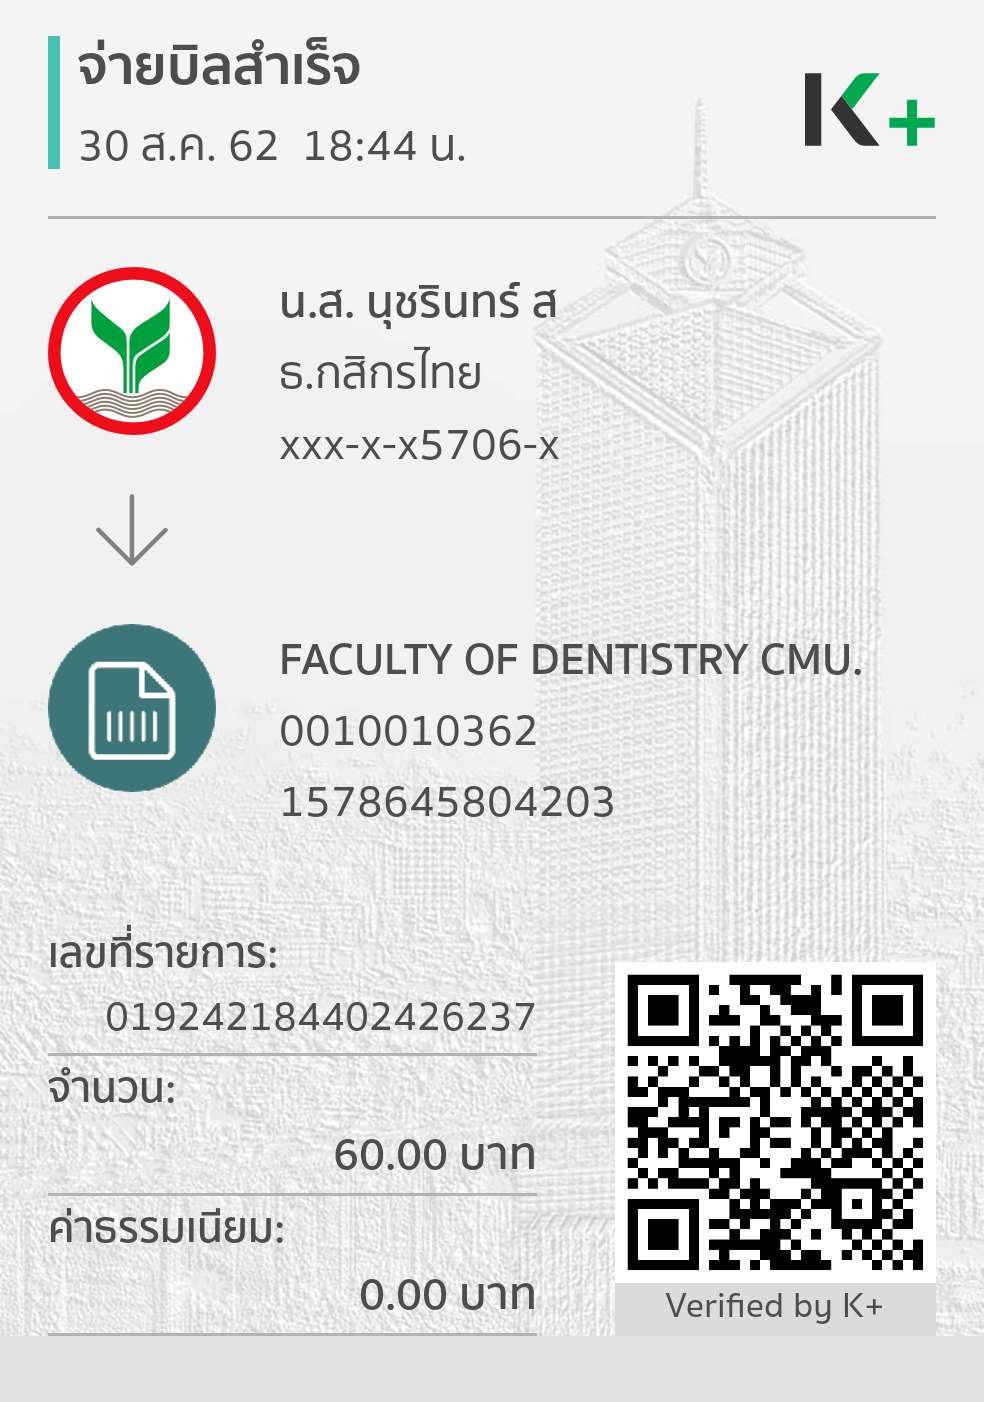 จ่ายบิลสำเร็จ
30 ส.ค. 62 18:44 น.
K+
น.ส. นุชรินทร์ ส
ธ.กสิกรไทย
xxx-x-x5706-x
FACULTY OF DENTISTRY CMU.
0010010362
1578645804203
เลขที่รายการ:
019242184402426237
จำนวน:
60.00 บาท
ค่าธรรมเนียม:
0.00 บาท
Verified by K+